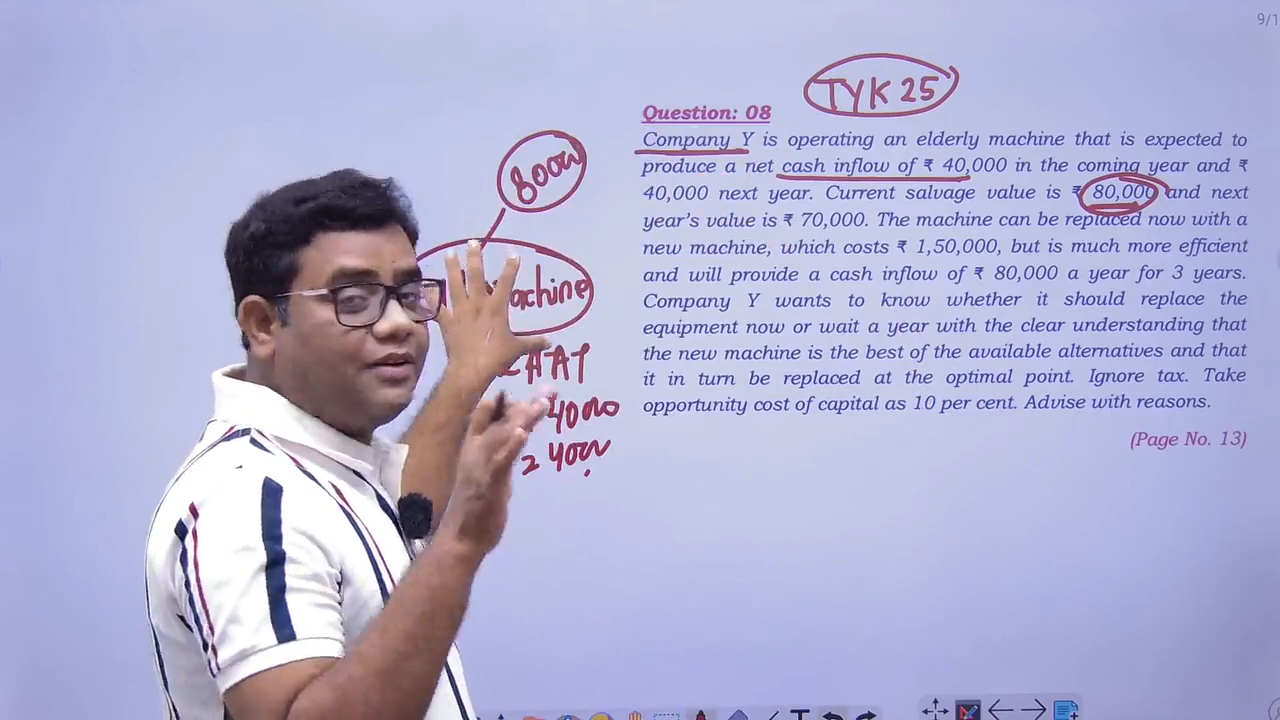 9/1
TYK 25
Question: 08
Company Y is operating an elderly machine that is expected to
produce a net cash inflow of ₹ 40,000 in the coming year and ₹
40,000 next year. Current salvage value is ₹ 80,000 and next
year's value is ₹ 70,000. The machine can be replaced now with a
new machine, which costs ₹ 1,50,000, but is much more efficient
and will provide a cash inflow of ₹ 80,000 a year for 3 years.
Company Y wants to know whether it should replace the
equipment now or wait a year with the clear understanding that
the new machine is the best of the available alternatives and that
it in turn be replaced at the optimal point. Ignore tax. Take
opportunity cost of capital as 10 per cent. Advise with reasons.
(Page No. 13)
machine
2